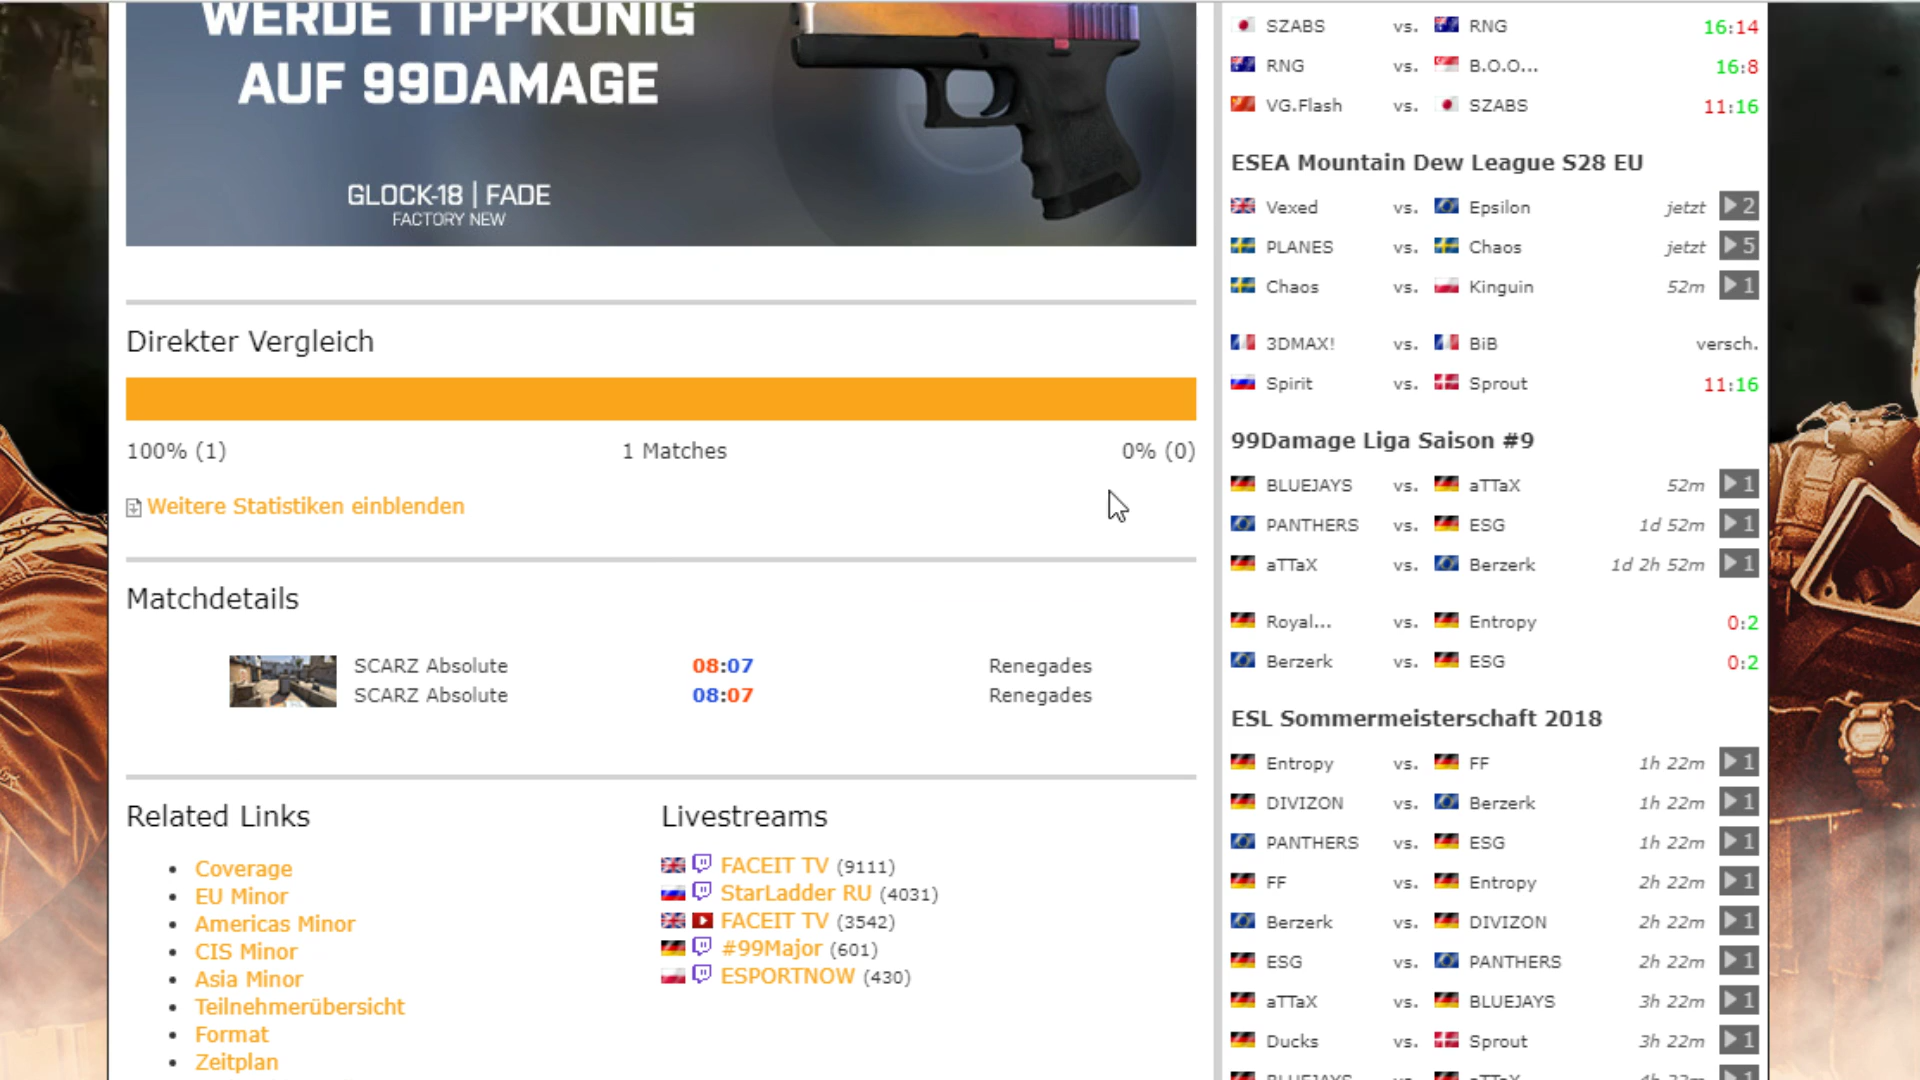 WERDE TIPPKÖNIG
AUF 99DAMAGE
GLOCK-18 | FADE
FACTORY NEW
Direkter Vergleich
100% (1) 1 Matches 0% (0)
Weitere Statistiken einblenden
Matchdetails
SCARZ Absolute 08:07 Renegades
SCARZ Absolute 08:07 Renegades
Related Links
Coverage
EU Minor
Americas Minor
CIS Minor
Asia Minor
Teilnehmerübersicht
Format
Zeitplan
Livestreams
FACEIT TV (9111)
StarLadder RU (4031)
FACEIT TV (3542)
#99Major (601)
ESPORTNOW (430)
SZABS vs. RNG 16:14
RNG vs. B.O.O... 16:8
VG.Flash vs. SZABS 11:16
ESEA Mountain Dew League S28 EU
Vexed vs. Epsilon jetzt 2
PLANES vs. Chaos jetzt 5
Chaos vs. Kinguin 52m 1
3DMAX! vs. BiB versch.
Spirit vs. Sprout 11:16
99Damage Liga Saison #9
BLUEJAYS vs. aTTaX 52m 1
PANTHERS vs. ESG 1d 52m 1
aTTaX vs. Berzerk 1d 2h 52m 1
Royal... vs. Entropy 0:2
Berzerk vs. ESG 0:2
ESL Sommermeisterschaft 2018
Entropy vs. FF 1h 22m 1
DIVIZON vs. Berzerk 1h 22m 1
PANTHERS vs. ESG 1h 22m 1
FF vs. Entropy 2h 22m 1
Berzerk vs. DIVIZON 2h 22m 1
ESG vs. PANTHERS 2h 22m 1
aTTaX vs. BLUEJAYS 3h 22m 1
Ducks vs. Sprout 3h 22m 1
BLUEJAYS vs. aTTaX 4h 22m 1